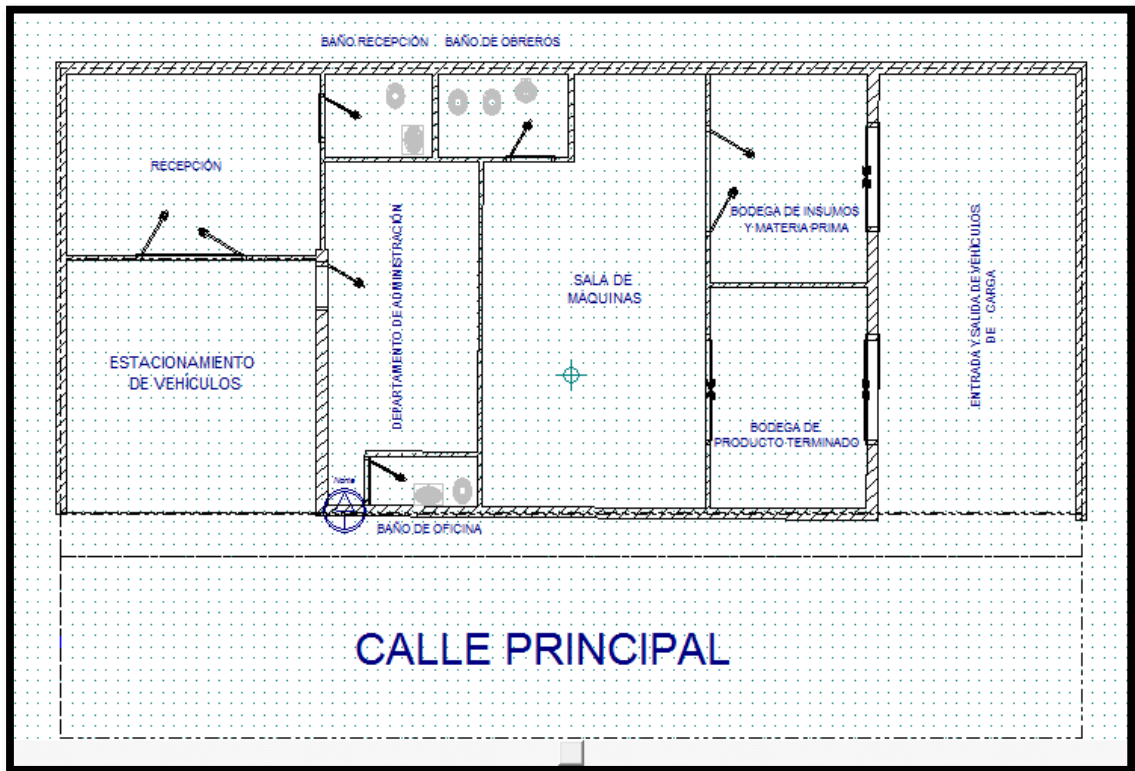 BAÑO RECEPCIÓN
BAÑO DE OBREROS
RECEPCIÓN
DEPARTAMENTO DE ADMINISTRACIÓN
BODEGA DE INSUMOS
Y MATERIA PRIMA
SALA DE
MÁQUINAS
ENTRADA Y SALIDA DE VEHÍCULOS
DE CARGA
ESTACIONAMIENTO
DE VEHÍCULOS
BODEGA DE
PRODUCTO TERMINADO
Norte
BAÑO DE OFICINA
CALLE PRINCIPAL